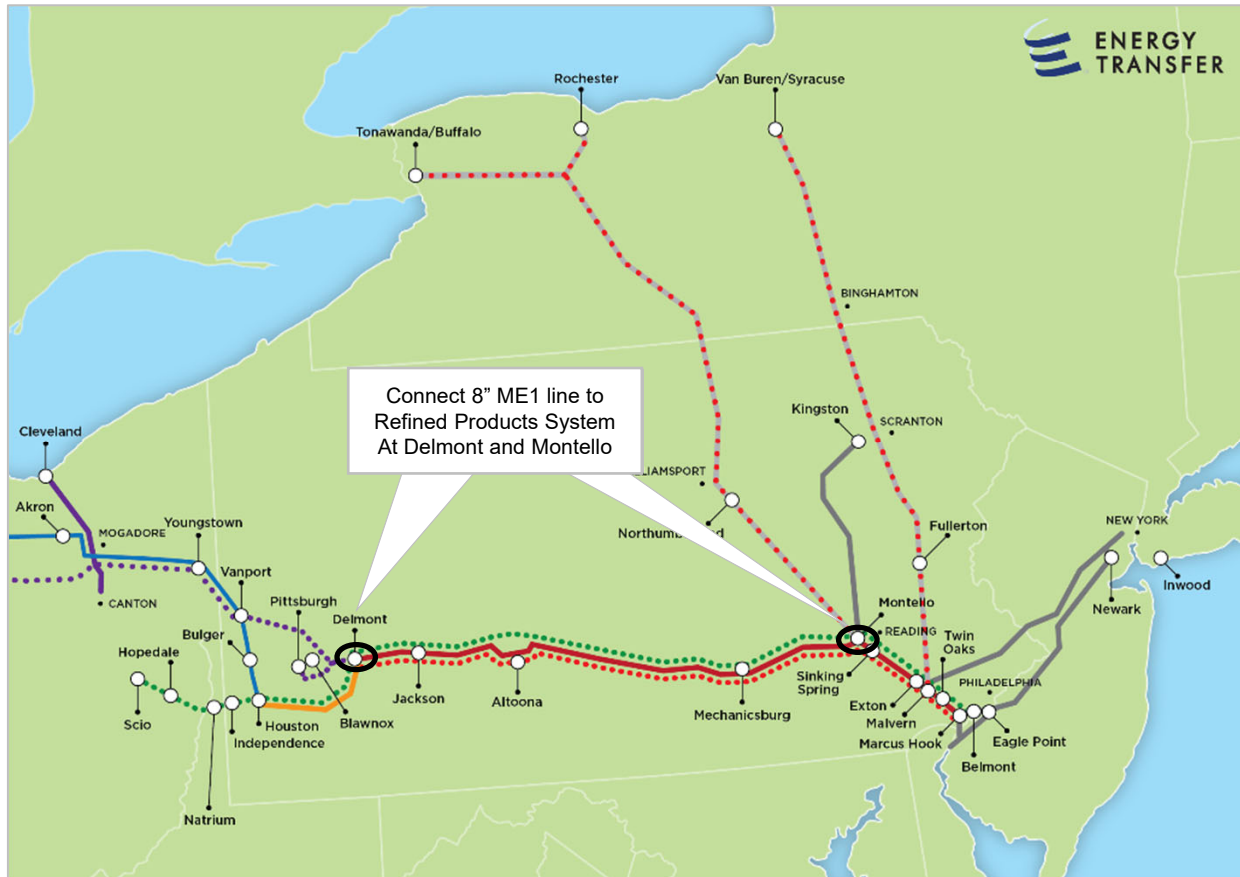 ENERGY
TRANSFER
Rochester
Van Buren/Syracuse
Tonawanda/Buffalo
BINGHAMTON
Connect 8” ME1 line to
Refined Products System
At Delmont and Montello
Kingston
SCRANTON
Cleveland
LLIAMSPORT
Akron
Youngstown
MOGADORE
Northumb nd
Fullerton
NEW YORK
Inwood
Newark
Vanport
Pittsburgh
Delmont
CANTON
Montello
READING
Twin
Oaks
Bulger
Hopedale
Scio
Jackson
Altoona
Mechanicsburg
Sinking
Spring
PHILADELPHIA
Exton
Malvern
Marcus Hook
Eagle Point
Belmont
Houston
Blawnox
Independence
Natrium